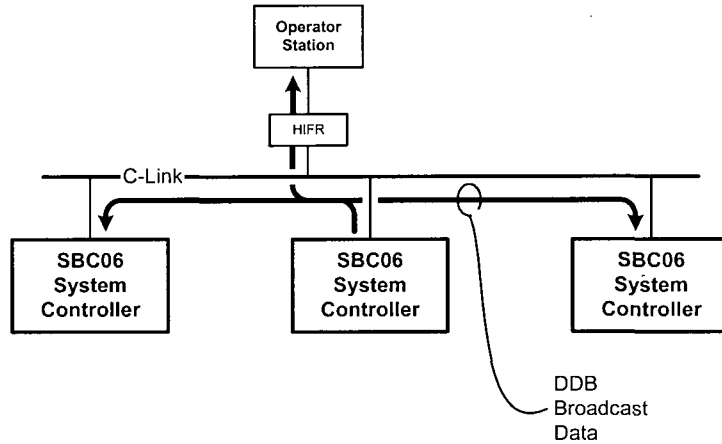 Operator
Station
HIFR
C-Link
SBC06
System
Controller
SBC06
System
Controller
SBC06
System
Controller
DDB
Broadcast
Data